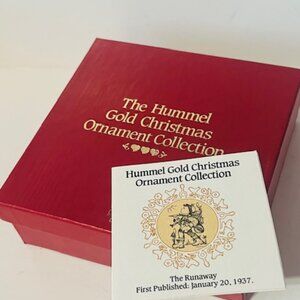 The Hummel
Gold Christmas
Ornament Collection
Hummel Gold Christmas
Ornament Collection
The Runaway
First Published: January 20, 1937.